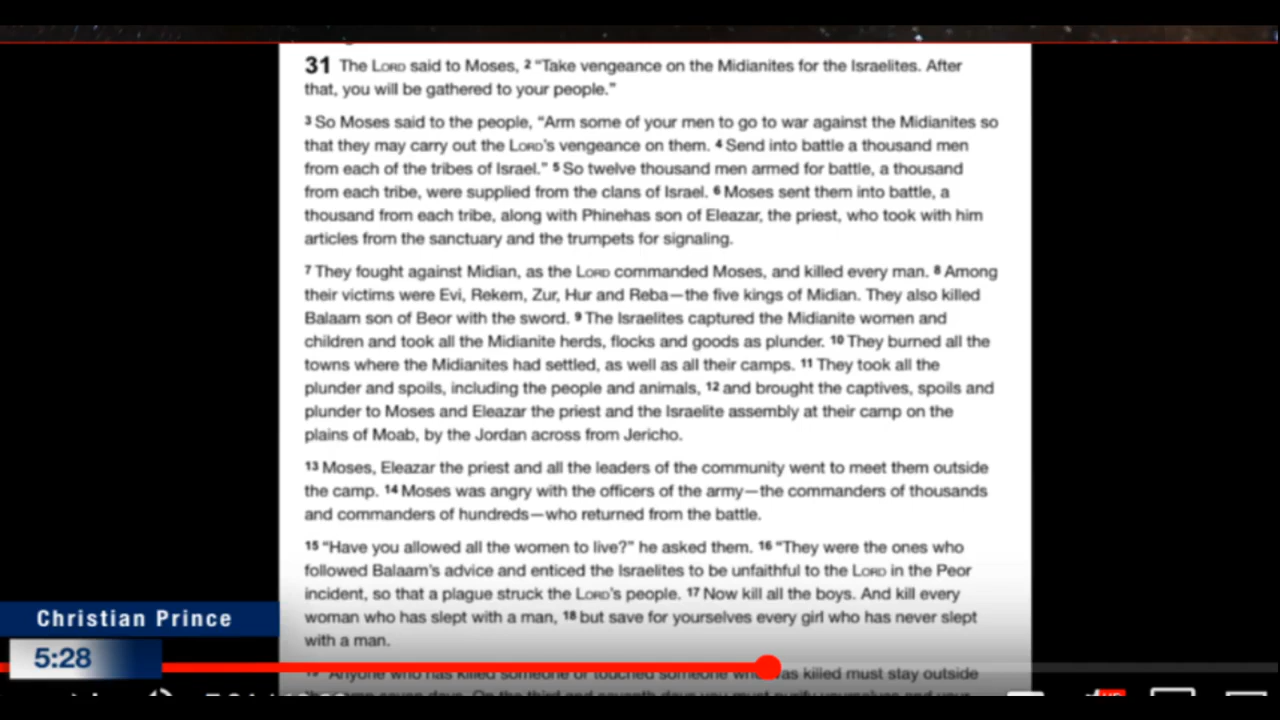 31 The LORD said to Moses, 2 “Take vengeance on the Midianites for the Israelites. After
that, you will be gathered to your people.”
3 So Moses said to the people, “Arm some of your men to go to war against the Midianites so
that they may carry out the LORD’s vengeance on them. 4 Send into battle a thousand men
from each of the tribes of Israel.” 5 So twelve thousand men armed for battle, a thousand
from each tribe, were supplied from the clans of Israel. 6 Moses sent them into battle, a
thousand from each tribe, along with Phinehas son of Eleazar, the priest, who took with him
articles from the sanctuary and the trumpets for signaling.
7 They fought against Midian, as the LORD commanded Moses, and killed every man. 8 Among
their victims were Evi, Rekem, Zur, Hur and Reba—the five kings of Midian. They also killed
Balaam son of Beor with the sword. 9 The Israelites captured the Midianite women and
children and took all the Midianite herds, flocks and goods as plunder. 10 They burned all the
towns where the Midianites had settled, as well as all their camps. 11 They took all the
plunder and spoils, including the people and animals, 12 and brought the captives, spoils and
plunder to Moses and Eleazar the priest and the Israelite assembly at their camp on the
plains of Moab, by the Jordan across from Jericho.
13 Moses, Eleazar the priest and all the leaders of the community went to meet them outside
the camp. 14 Moses was angry with the officers of the army—the commanders of thousands
and commanders of hundreds—who returned from the battle.
15 “Have you allowed all the women to live?” he asked them. 16 “They were the ones who
followed Balaam’s advice and enticed the Israelites to be unfaithful to the LORD in the Peor
incident, so that a plague struck the LORD’s people. 17 Now kill all the boys. And kill every
woman who has slept with a man, 18 but save for yourselves every girl who has never slept
with a man.
Christian Prince
5:28
killed must stay outside